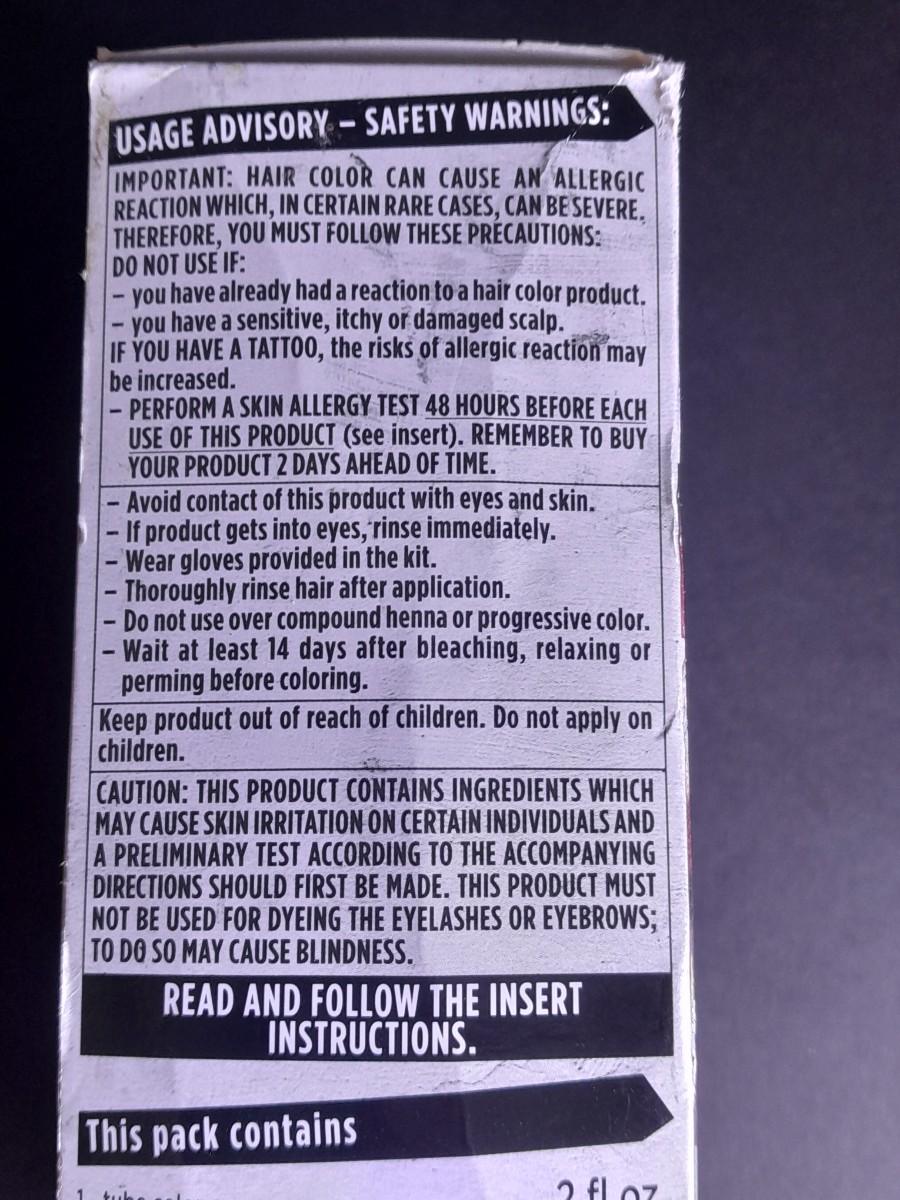 USAGE ADVISORY – SAFETY WARNINGS:
IMPORTANT: HAIR COLOR CAN CAUSE AN ALLERGIC
REACTION WHICH, IN CERTAIN RARE CASES, CAN BE SEVERE.
THEREFORE, YOU MUST FOLLOW THESE PRECAUTIONS:
DO NOT USE IF:
– you have already had a reaction to a hair color product.
– you have a sensitive, itchy or damaged scalp.
IF YOU HAVE A TATTOO, the risks of allergic reaction may
be increased.
– PERFORM A SKIN ALLERGY TEST 48 HOURS BEFORE EACH
USE OF THIS PRODUCT (see insert). REMEMBER TO BUY
YOUR PRODUCT 2 DAYS AHEAD OF TIME.
– Avoid contact of this product with eyes and skin.
– If product gets into eyes, rinse immediately.
– Wear gloves provided in the kit.
– Thoroughly rinse hair after application.
– Do not use over compound henna or progressive color.
– Wait at least 14 days after bleaching, relaxing or
perming before coloring.
Keep product out of reach of children. Do not apply on
children.
CAUTION: THIS PRODUCT CONTAINS INGREDIENTS WHICH
MAY CAUSE SKIN IRRITATION ON CERTAIN INDIVIDUALS AND
A PRELIMINARY TEST ACCORDING TO THE ACCOMPANYING
DIRECTIONS SHOULD FIRST BE MADE. THIS PRODUCT MUST
NOT BE USED FOR DYEING THE EYELASHES OR EYEBROWS;
TO DO SO MAY CAUSE BLINDNESS.
READ AND FOLLOW THE INSERT
INSTRUCTIONS.
This pack contains
1 tube 2 fl oz